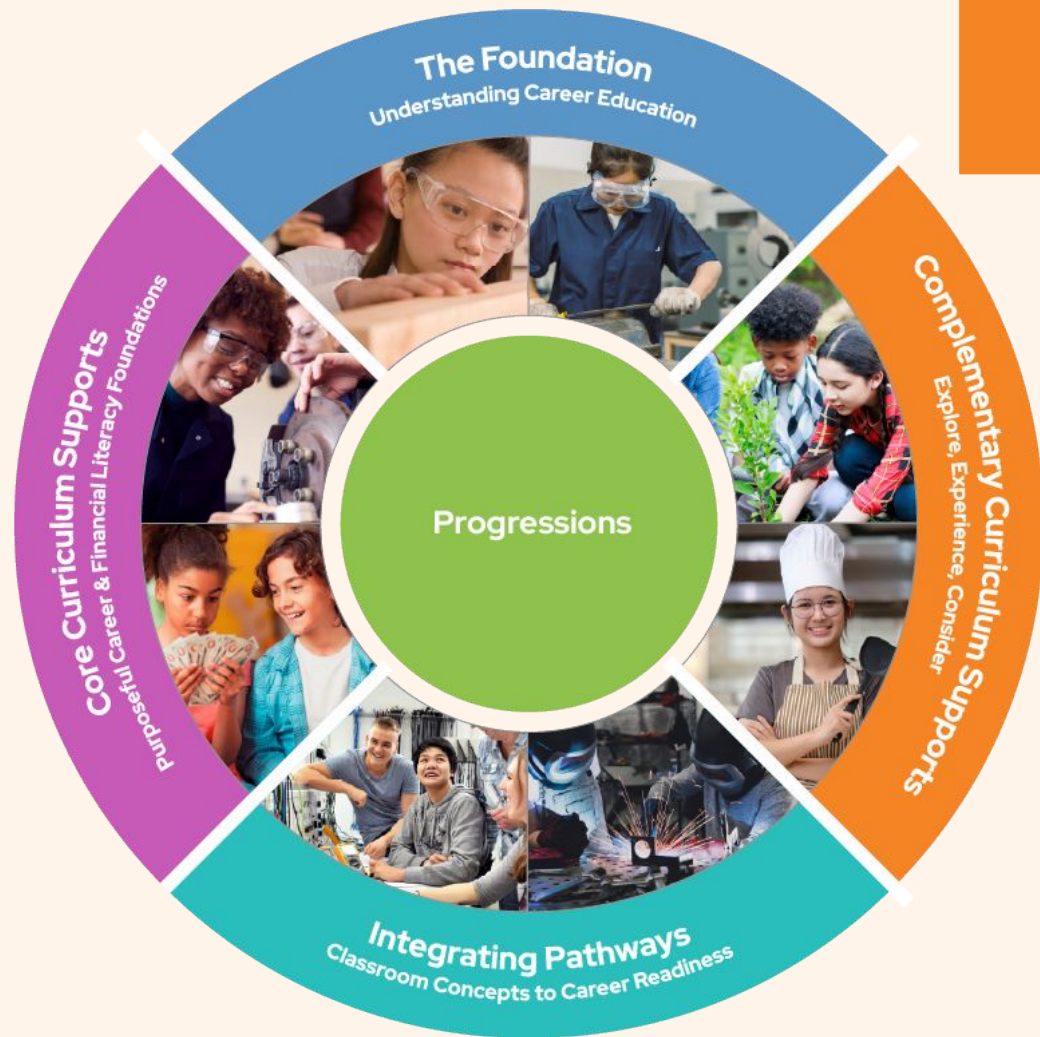 The Foundation
Understanding Career Education
Complementary Curriculum Supports
Explore, Experience, Consider
Integrating Pathways
Classroom Concepts to Career Readiness
Core Curriculum Supports
Purposeful Career & Financial Literacy Foundations
Progressions